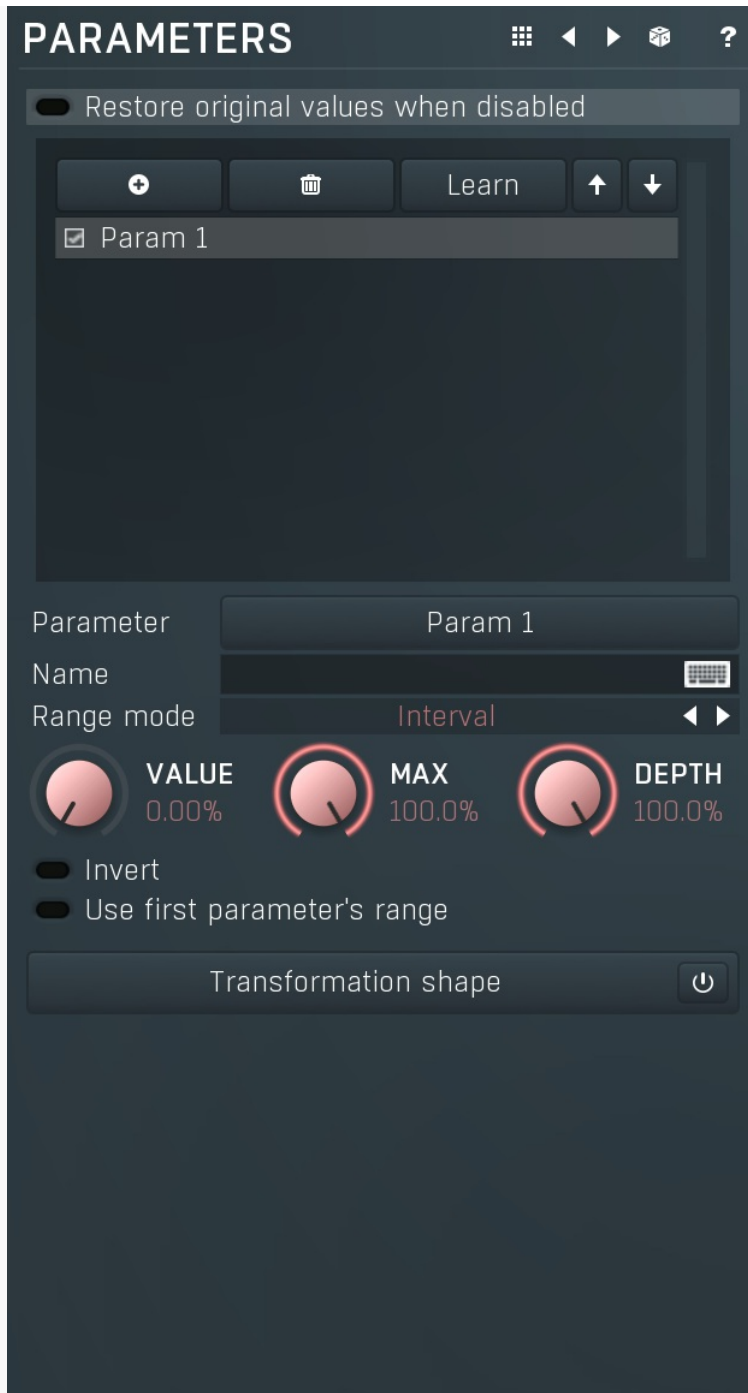 PARAMETERS ?
Restore original values when disabled
Learn
Param 1
Parameter Param 1
Name
Range mode Interval
VALUE MAX DEPTH
0.00% 100.0% 100.0%
Invert
Use first parameter's range
Transformation shape